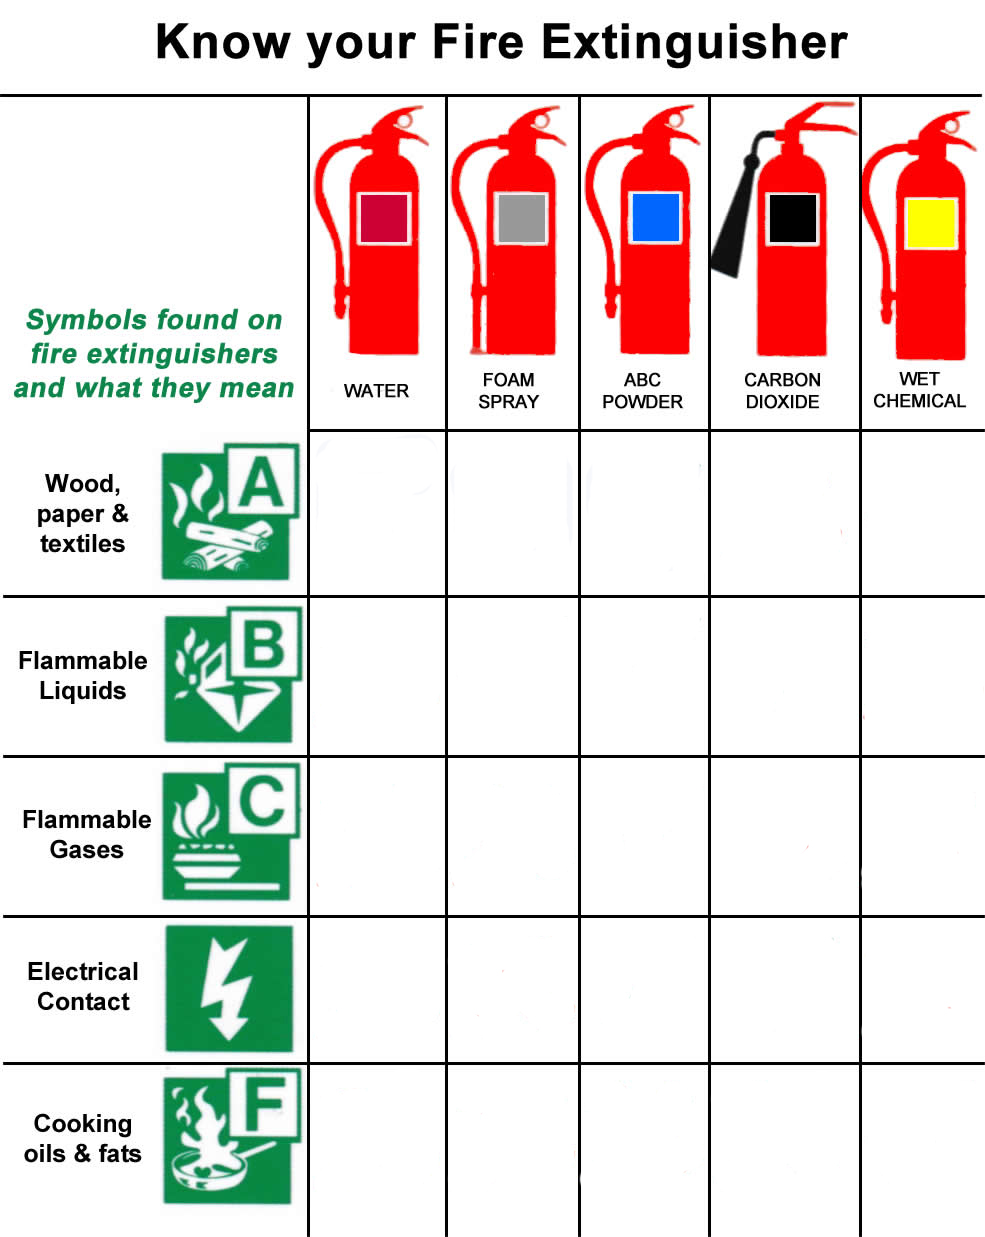 Know your Fire Extinguisher
Symbols found on
fire extinguishers
and what they mean
WATER
FOAM
SPRAY
ABC
POWDER
CARBON
DIOXIDE
WET
CHEMICAL
Wood,
paper &
textiles
A
Flammable
Liquids
B
Flammable
Gases
C
Electrical
Contact
Cooking
oils & fats
F